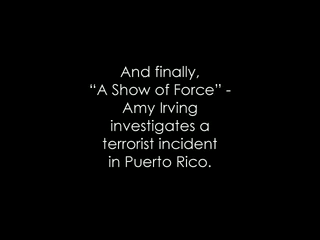 And finally,
“A Show of Force” -
Amy Irving
investigates a
terrorist incident
in Puerto Rico.